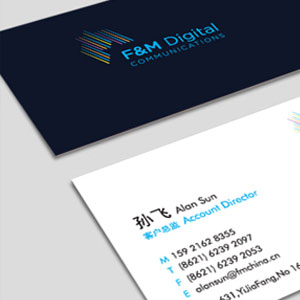 F&M Digital
COMMUNICATIONS
孙飞 Alan Sun
客户总监 Account Director
M 159 2162 8355
T (8621) 6239 2097
F (8621) 6239 2053
E alansun@fmchina.cn
631,YiJiaFang,No 16